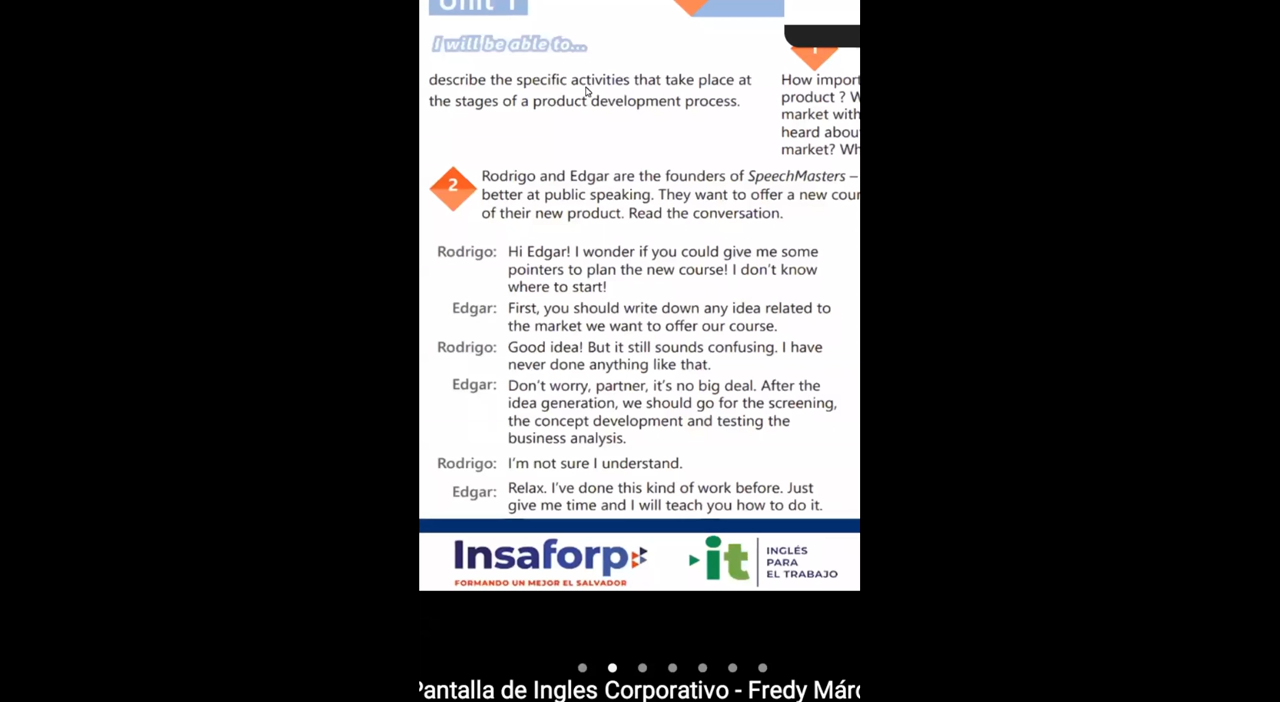 Unit 1
I will be able to...
describe the specific activities that take place at
the stages of a product development process.
1
How import
product ? W
market with
heard abou
market? Wh
2
Rodrigo and Edgar are the founders of SpeechMasters –
better at public speaking. They want to offer a new cour
of their new product. Read the conversation.
Rodrigo: Hi Edgar! I wonder if you could give me some
pointers to plan the new course! I don't know
where to start!
Edgar: First, you should write down any idea related to
the market we want to offer our course.
Rodrigo: Good idea! But it still sounds confusing. I have
never done anything like that.
Edgar: Don't worry, partner, it's no big deal. After the
idea generation, we should go for the screening,
the concept development and testing the
business analysis.
Rodrigo: I'm not sure I understand.
Edgar: Relax. I've done this kind of work before. Just
give me time and I will teach you how to do it.
Insaforp
FORMANDO UN MEJOR EL SALVADOR
it
INGLÉS
PARA
EL TRABAJO
Pantalla de Ingles Corporativo - Fredy Márc